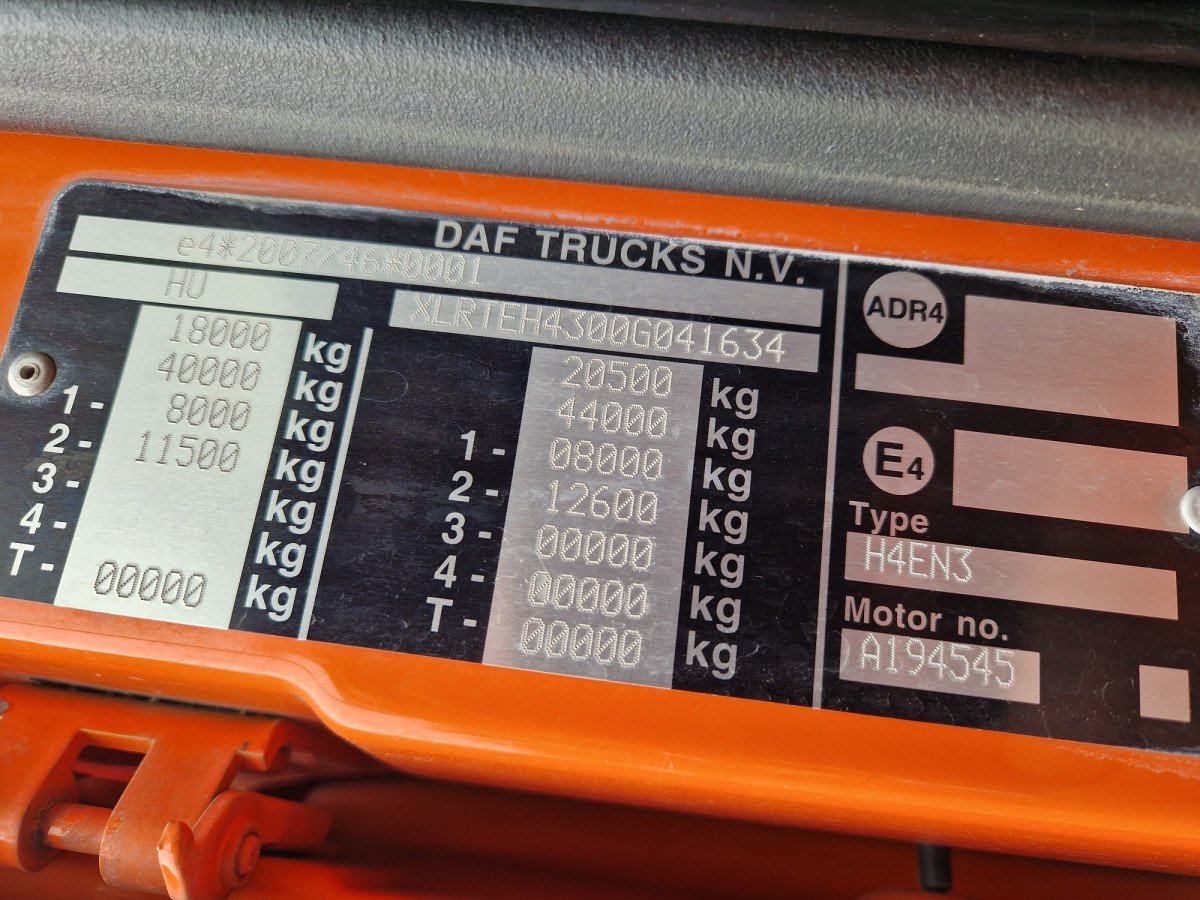 DAF TRUCKS N.V.
e4*2007/46*0001
HU
XLRTEH4300G041634
18000 kg
40000 kg
1- 8000 kg
2- 11500 kg
3- kg
4- kg
T- 00000 kg
20500 kg
44000 kg
1- 08000 kg
2- 12600 kg
3- 00000 kg
4- 00000 kg
T- 00000 kg
ADR4
E4
Type
H4EN3
Motor no.
A194545